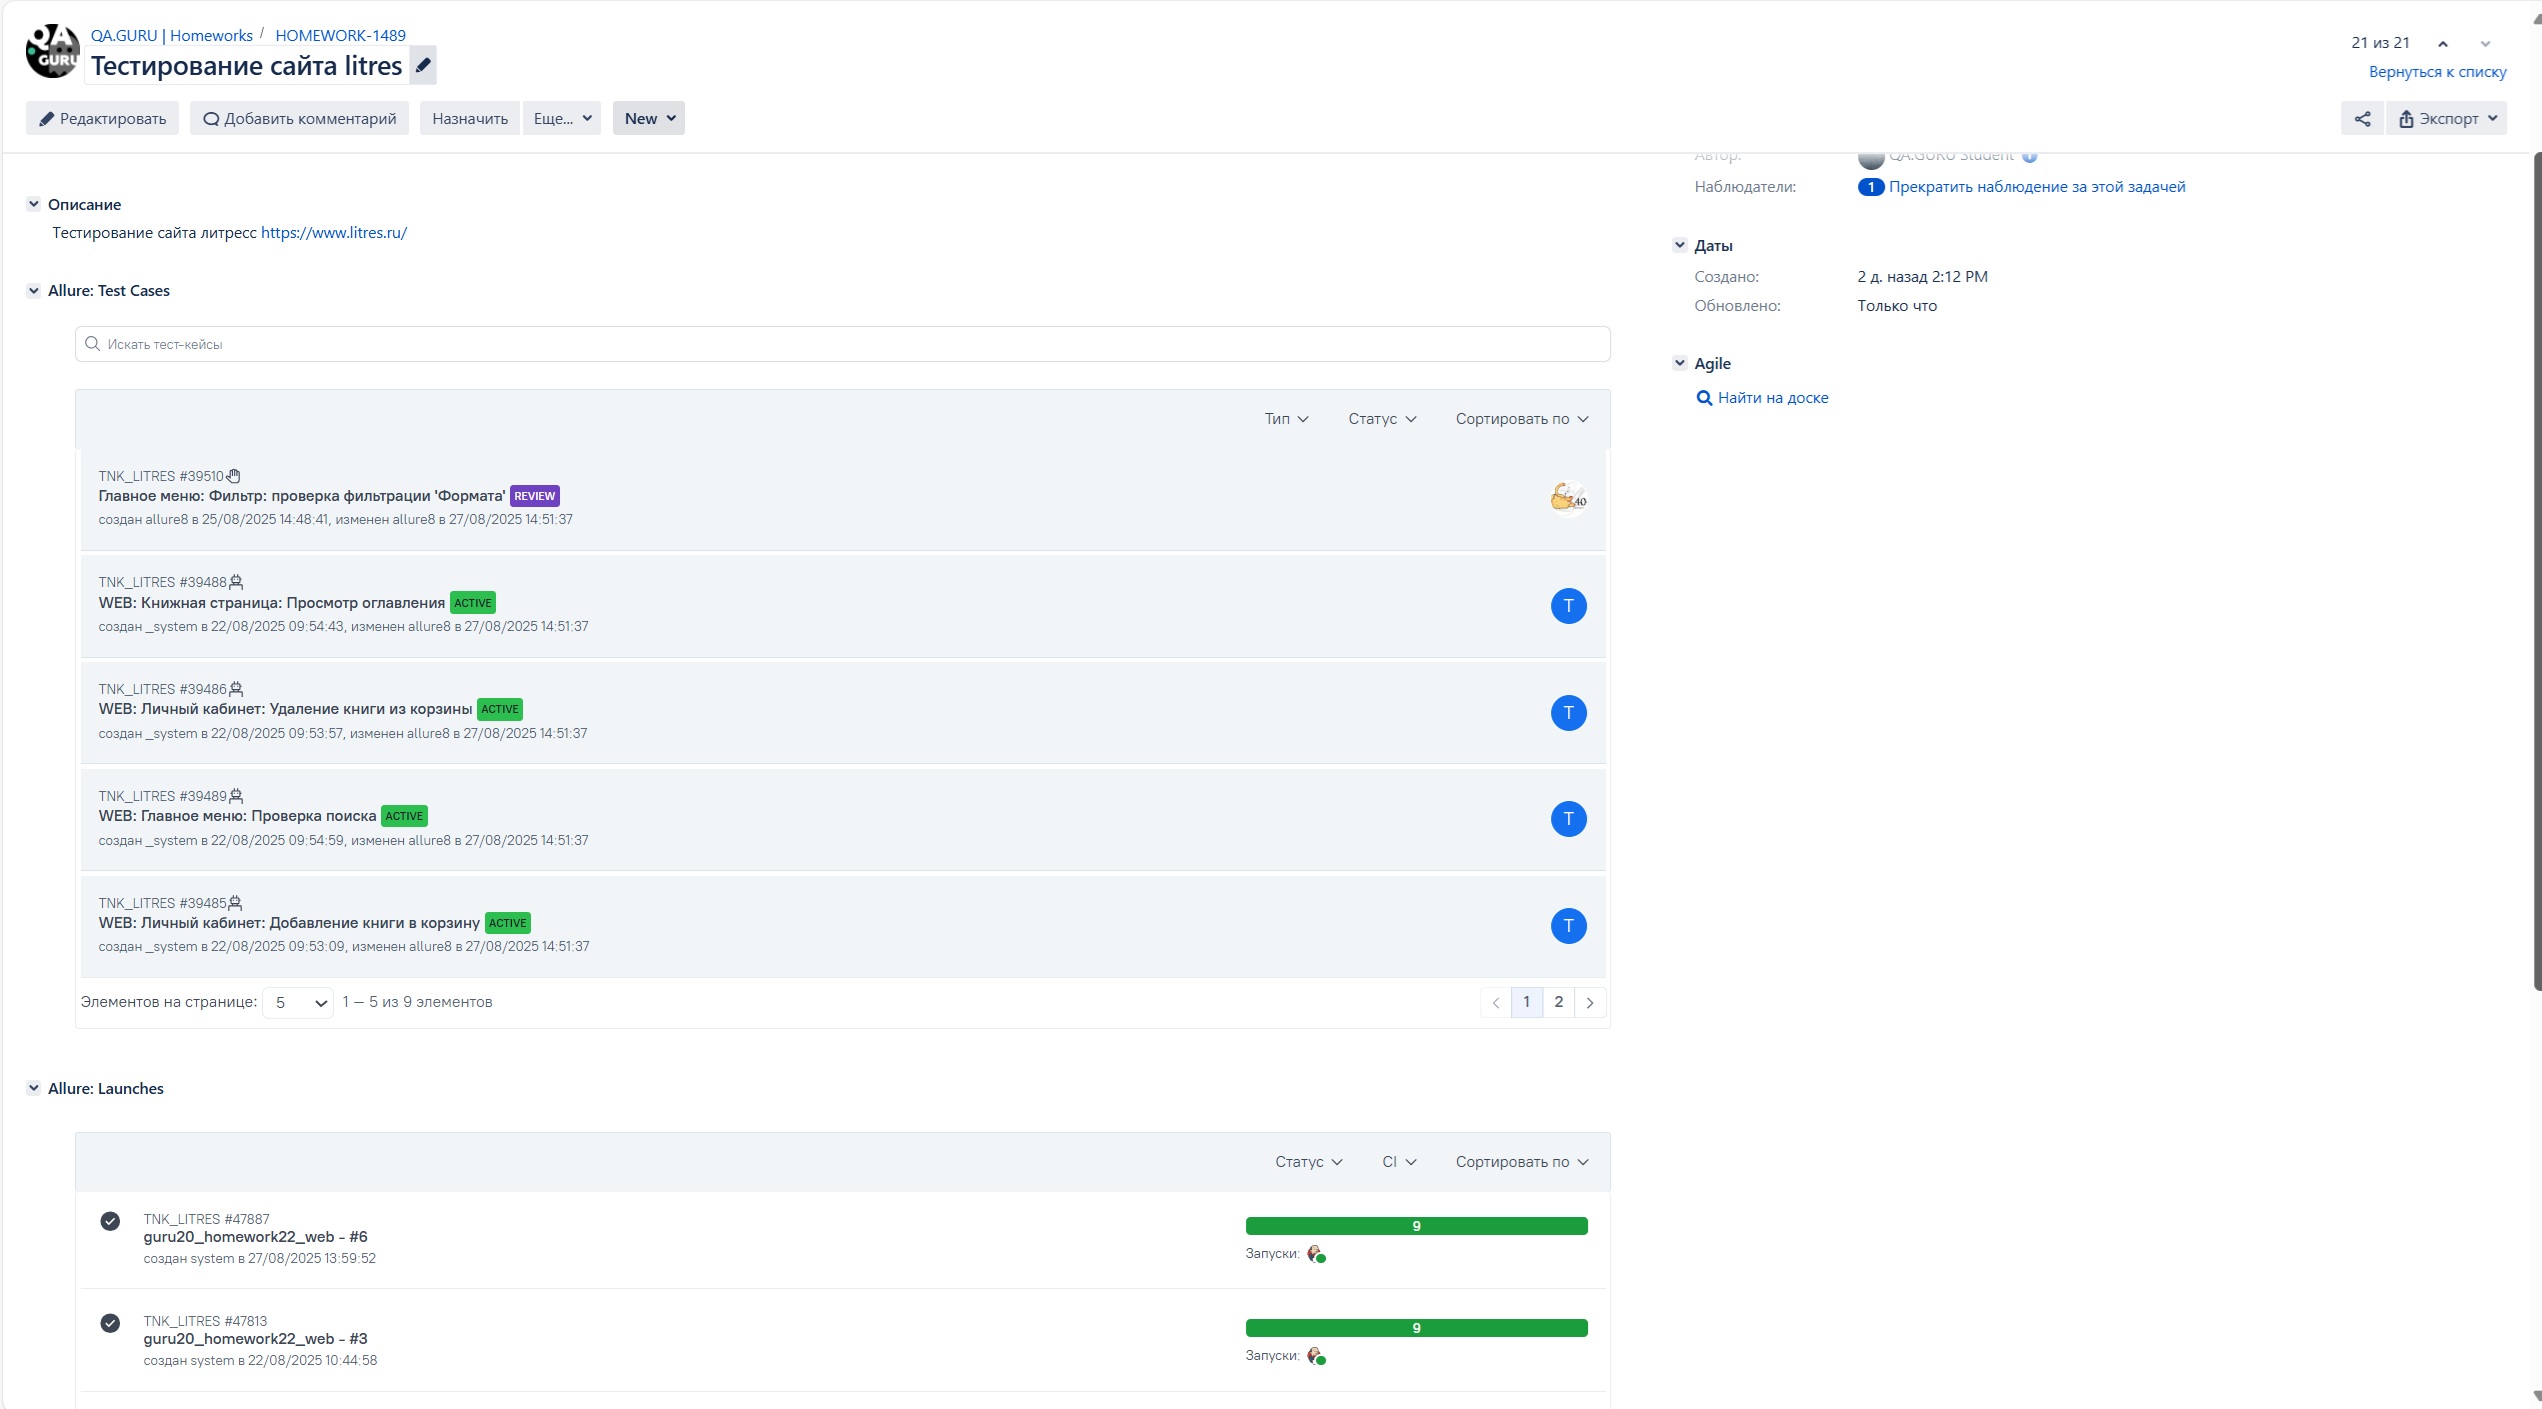 QA GURU
QA.GURU | Homeworks / HOMEWORK-1489
Тестирование сайта litres
21 из 21
Вернуться к списку
Редактировать Добавить комментарий Назначить Еще... New Экспорт
Автор: QA.GURU Student
Наблюдатели: 1 Прекратить наблюдение за этой задачей
Описание
Тестирование сайта литресс https://www.litres.ru/
Даты
Создано: 2 д. назад 2:12 PM
Обновлено: Только что
Agile
Найти на доске
Allure: Test Cases
Искать тест-кейсы
Тип Статус Сортировать по
TNK_LITRES #39510
Главное меню: Фильтр: проверка фильтрации 'Формата' REVIEW
создан allure8 в 25/08/2025 14:48:41, изменен allure8 в 27/08/2025 14:51:37
40
TNK_LITRES #39488
WEB: Книжная страница: Просмотр оглавления ACTIVE
создан _system в 22/08/2025 09:54:43, изменен allure8 в 27/08/2025 14:51:37
T
TNK_LITRES #39486
WEB: Личный кабинет: Удаление книги из корзины ACTIVE
создан _system в 22/08/2025 09:53:57, изменен allure8 в 27/08/2025 14:51:37
T
TNK_LITRES #39489
WEB: Главное меню: Проверка поиска ACTIVE
создан _system в 22/08/2025 09:54:59, изменен allure8 в 27/08/2025 14:51:37
T
TNK_LITRES #39485
WEB: Личный кабинет: Добавление книги в корзину ACTIVE
создан _system в 22/08/2025 09:53:09, изменен allure8 в 27/08/2025 14:51:37
T
Элементов на странице: 5 1 — 5 из 9 элементов 1 2
Allure: Launches
Статус CI Сортировать по
TNK_LITRES #47887
guru20_homework22_web - #6
создан system в 27/08/2025 13:59:52
9
Запуски:
TNK_LITRES #47813
guru20_homework22_web - #3
создан system в 22/08/2025 10:44:58
9
Запуски: